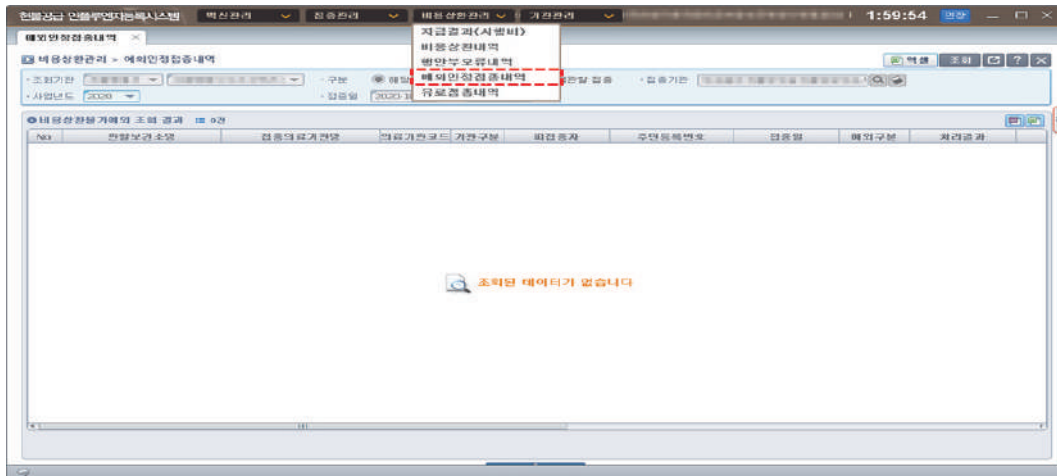 현물공급 인플루엔자등록시스템 백신관리 접종관리 비용상환관리 기관관리 1:59:54 연장
예외인정접종내역
지급결과(시행비)
비용상환내역
행안부오류내역
예외인정접종내역
유료접종내역
비용상환관리 > 예외인정접종내역 엑셀 조회 ?
조회기관 구분 접종 접종기관
사업년도 2020 접종일
비용상환불가예외 조회 결과 0건
No 관할보건소명 접종의료기관명 의료기관코드 기관구분 피접종자 주민등록번호 접종일 예외구분 처리결과
조회된 데이터가 없습니다